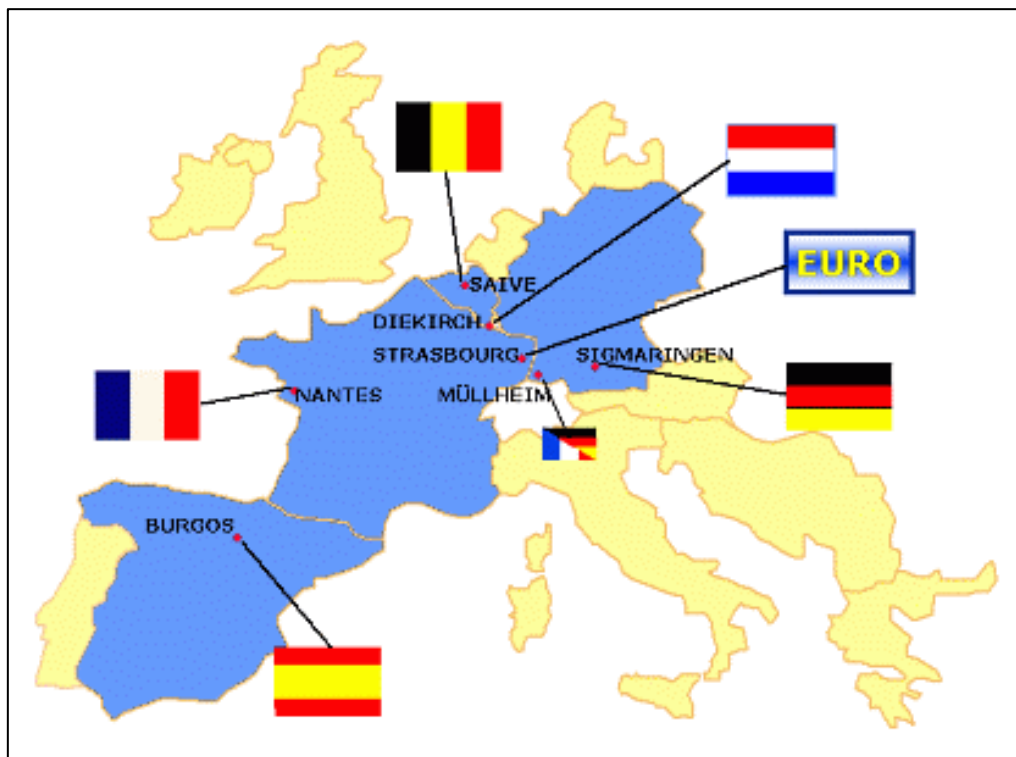 EURO
SAIVE
DIEKIRCH
STRASBOURG
SIGMARINGEN
NANTES
MÜLLHEIM
BURGOS